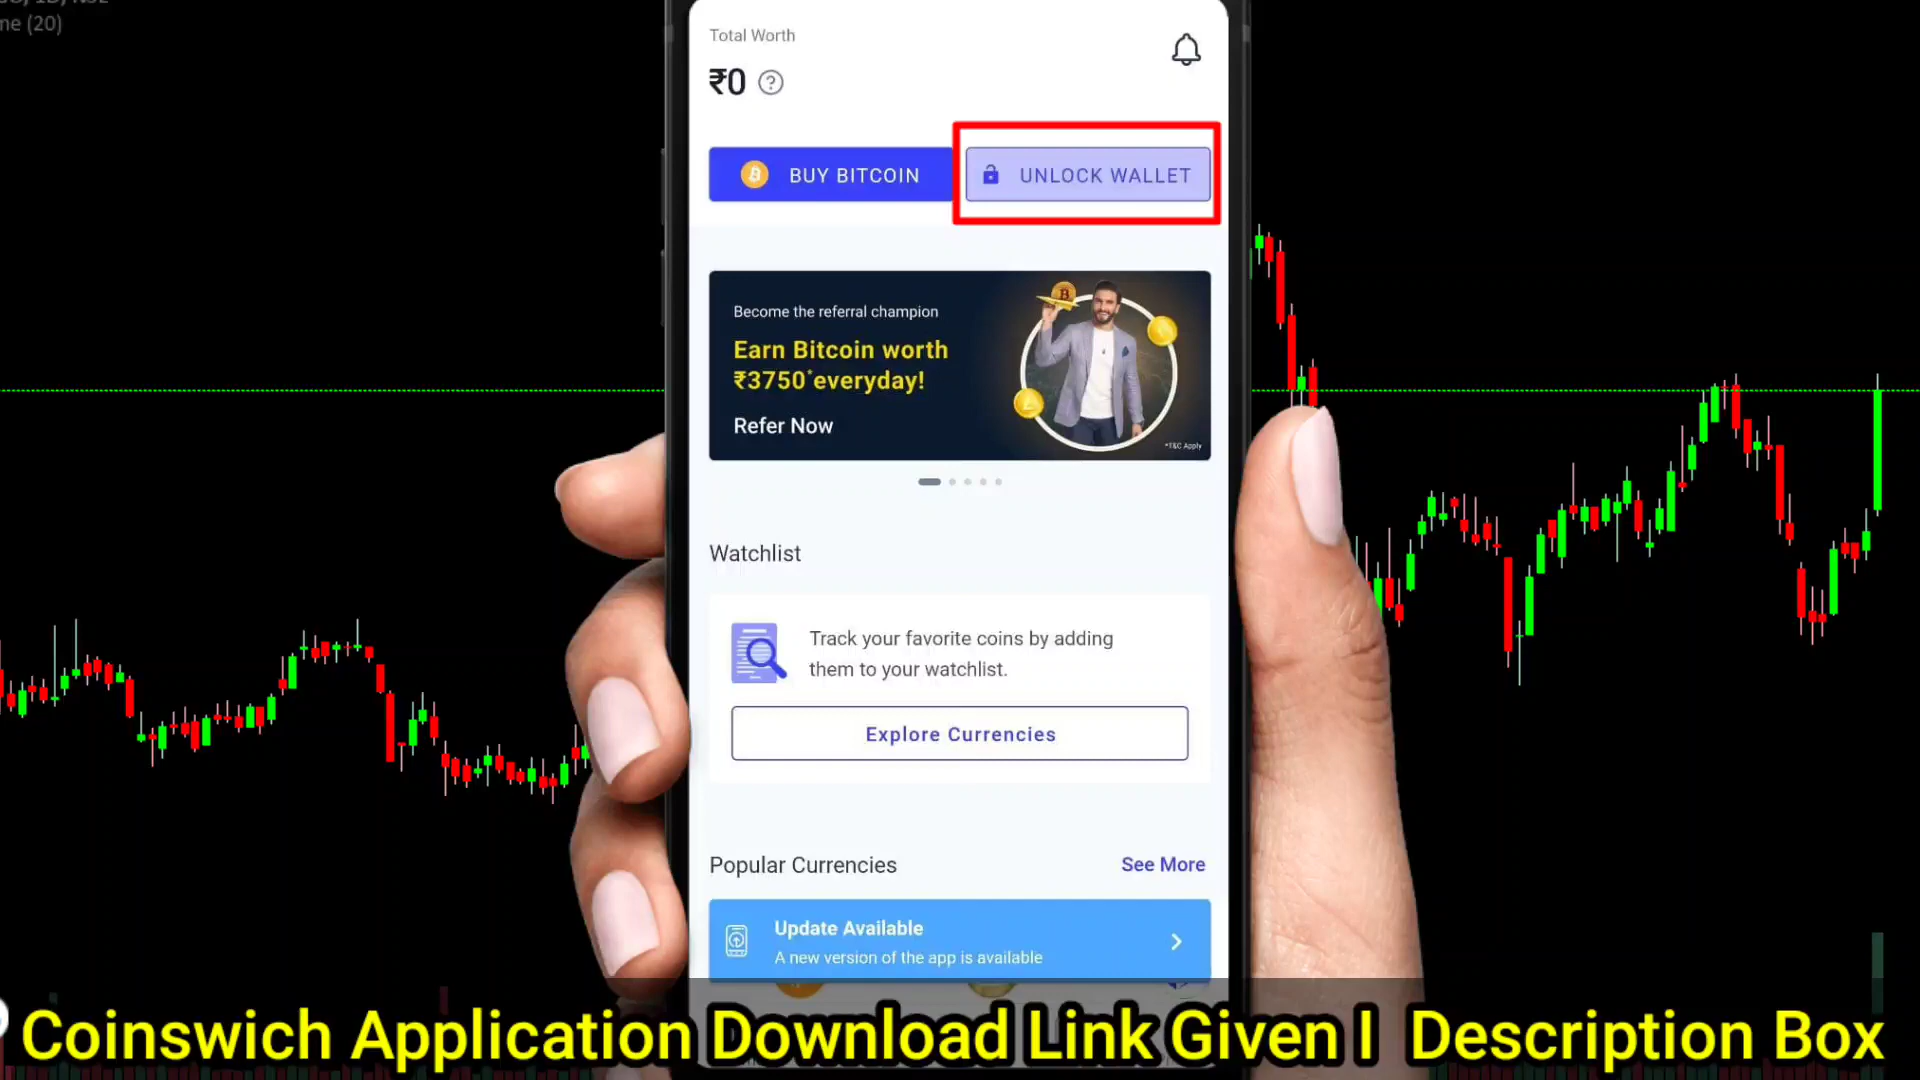 me (20)
Total Worth
₹0
BUY BITCOIN
UNLOCK WALLET
Become the referral champion
Earn Bitcoin worth
₹3750*everyday!
Refer Now
*T&C Apply
Watchlist
Track your favorite coins by adding
them to your watchlist.
Explore Currencies
Popular Currencies
See More
Update Available
A new version of the app is available
Coinswich Application Download Link Given I Description Box